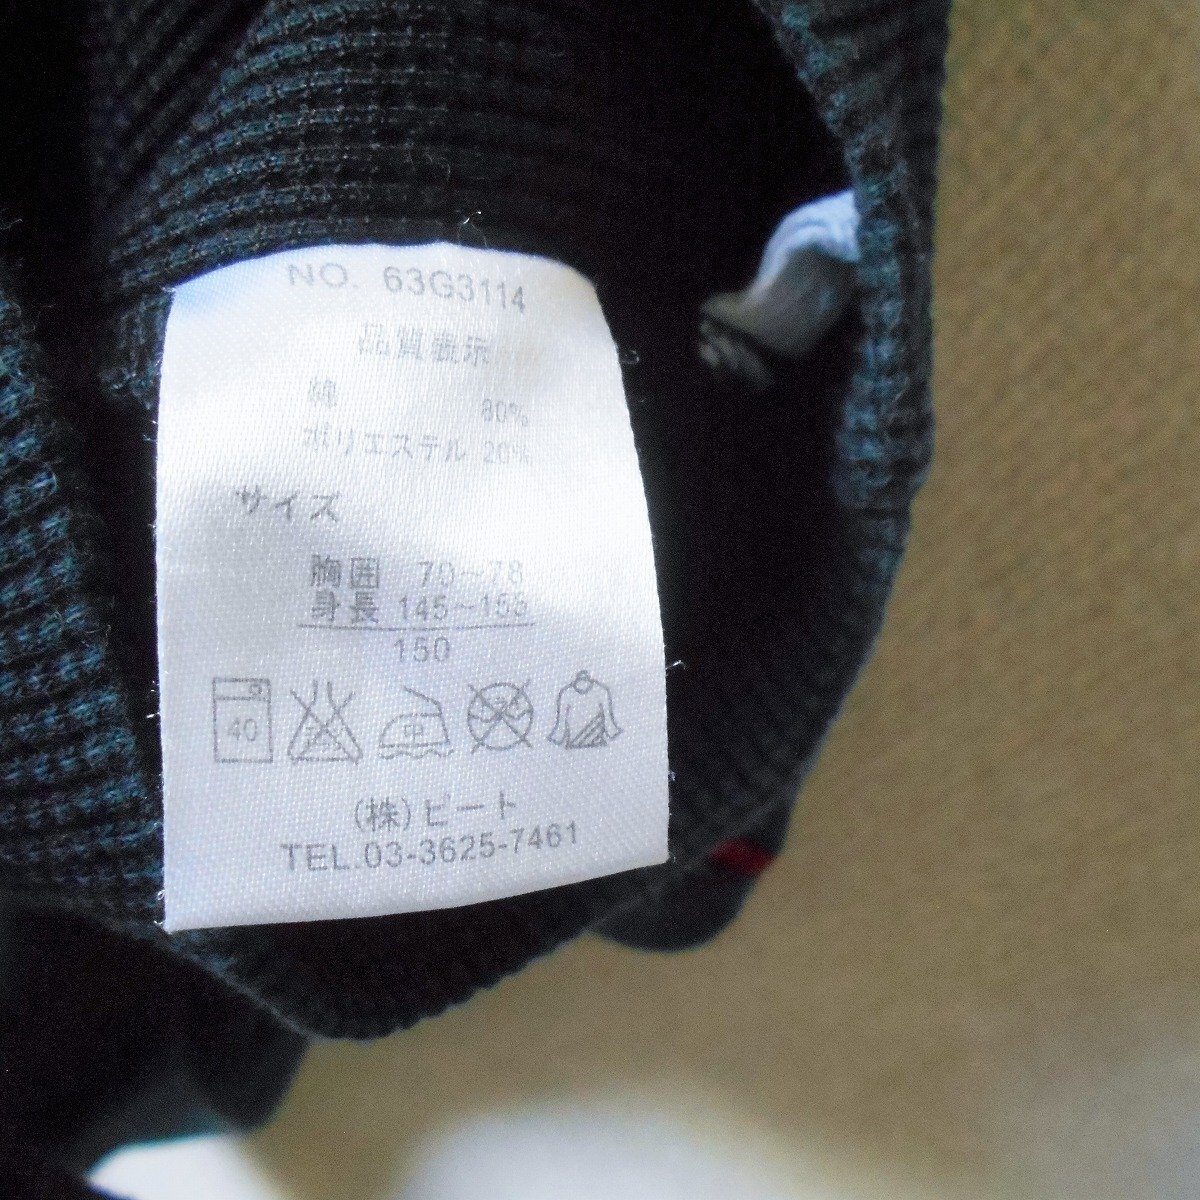 NO. 63G3114
品質表示
綿 80%
ポリエステル 20%
サイズ
胸囲 70～78
身長 145～155
150
40
中
(株)ビート
TEL.03-3625-7461